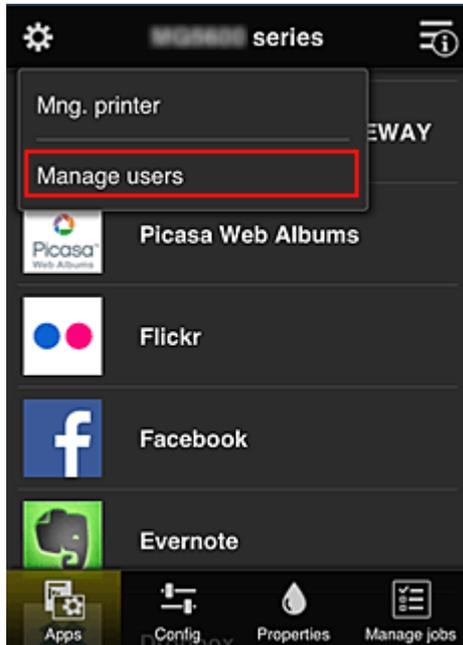 series
Mng. printer
EWAY
Manage users
Picasa
Web Albums
Picasa Web Albums
Flickr
Facebook
Evernote
Apps
Config
Properties
Manage jobs